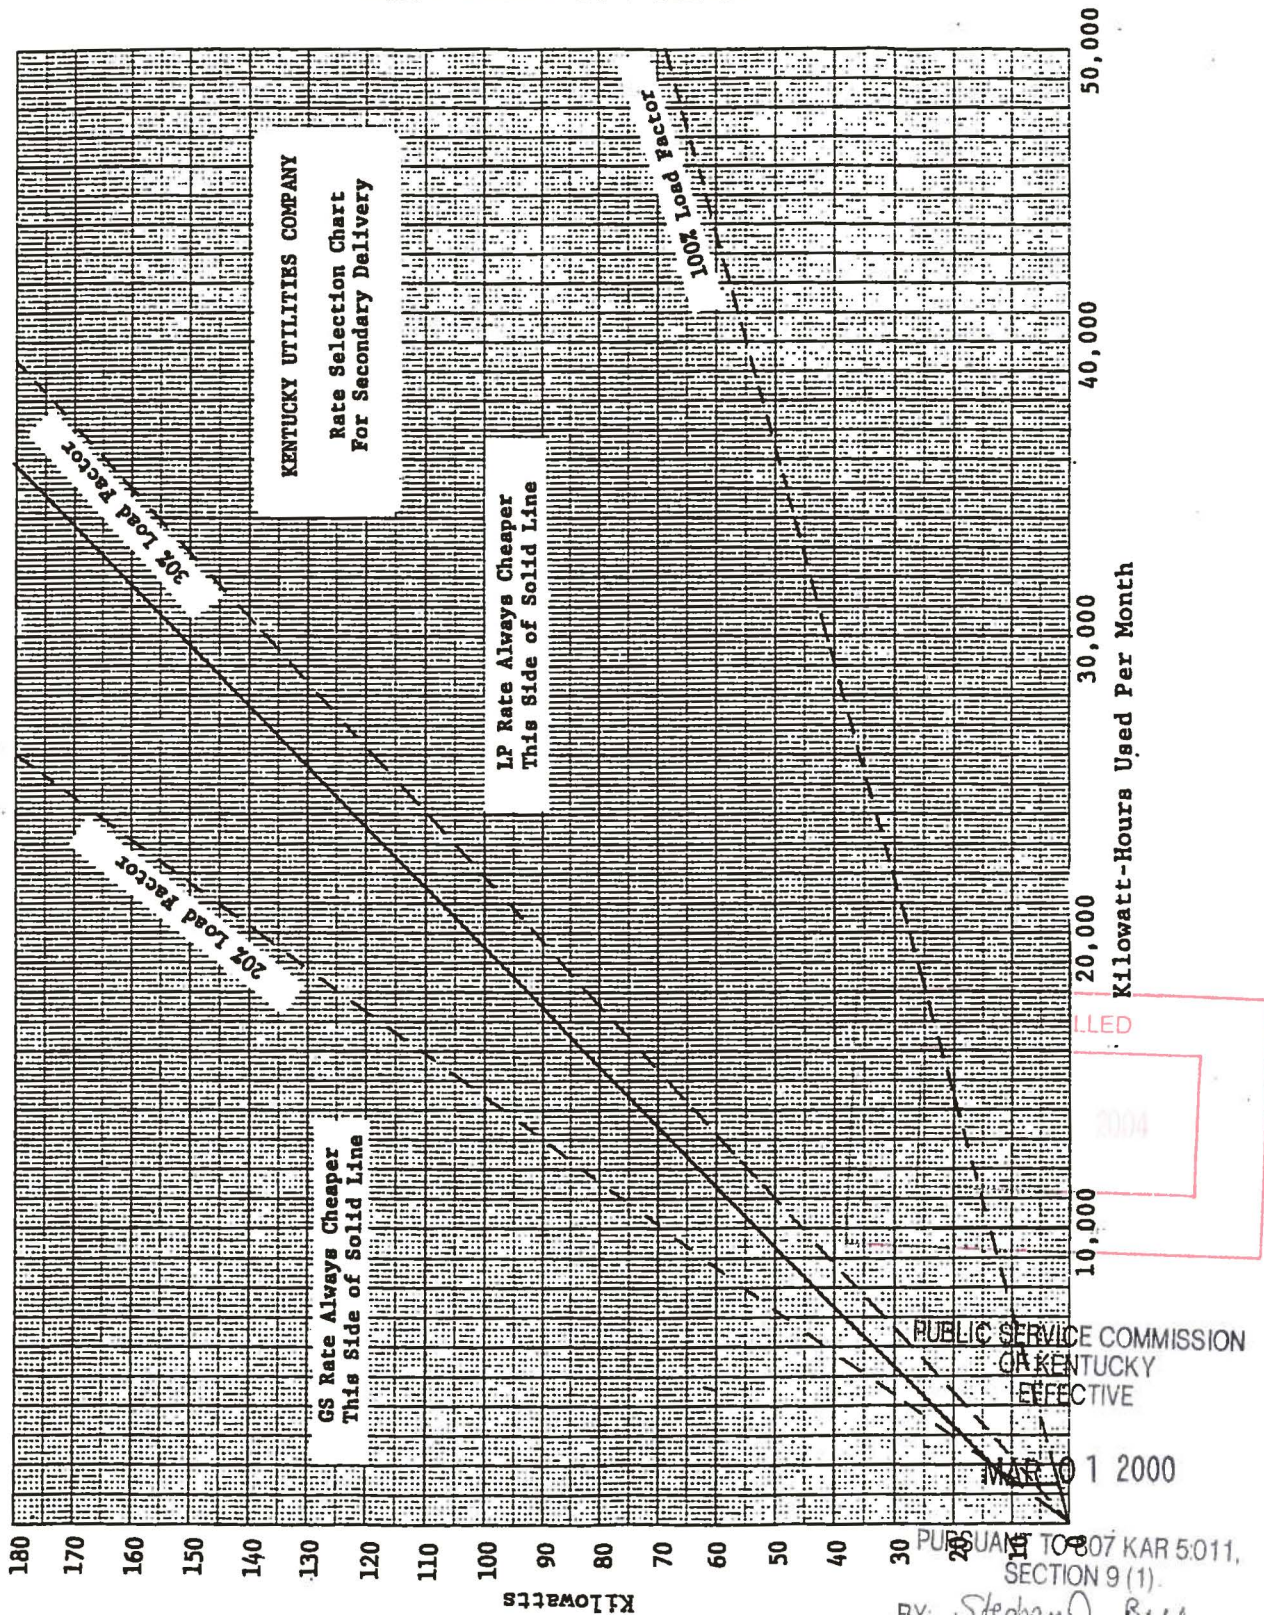 KENTUCKY UTILITIES COMPANY
Rate Selection Chart
For Secondary Delivery
GS Rate Always Cheaper
This Side of Solid Line
LP Rate Always Cheaper
This Side of Solid Line
20% Load Factor
30% Load Factor
100% Load Factor
Kilowatts
180
170
160
150
140
130
120
110
100
90
80
70
60
50
40
30
20
10
0
10,000
20,000
30,000
40,000
50,000
Kilowatt-Hours Used Per Month
LLED
2004
PUBLIC SERVICE COMMISSION
OF KENTUCKY
EFFECTIVE
MAR 01 2000
PURSUANT TO 807 KAR 5:011,
SECTION 9 (1)
BY: Stephan